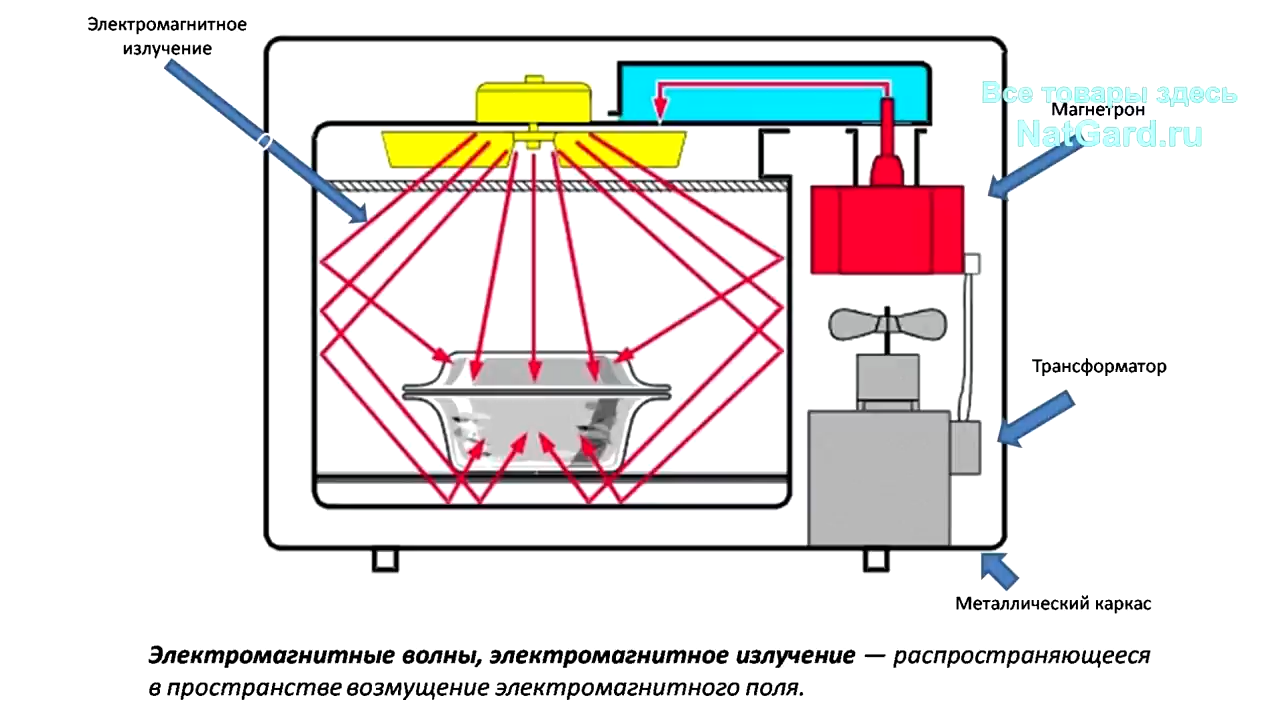 Электромагнитное
излучение
Все товары здесь
Магнетрон
NatGard.ru
Трансформатор
Металлический каркас
Электромагнитные волны, электромагнитное излучение — распространяющееся
в пространстве возмущение электромагнитного поля.